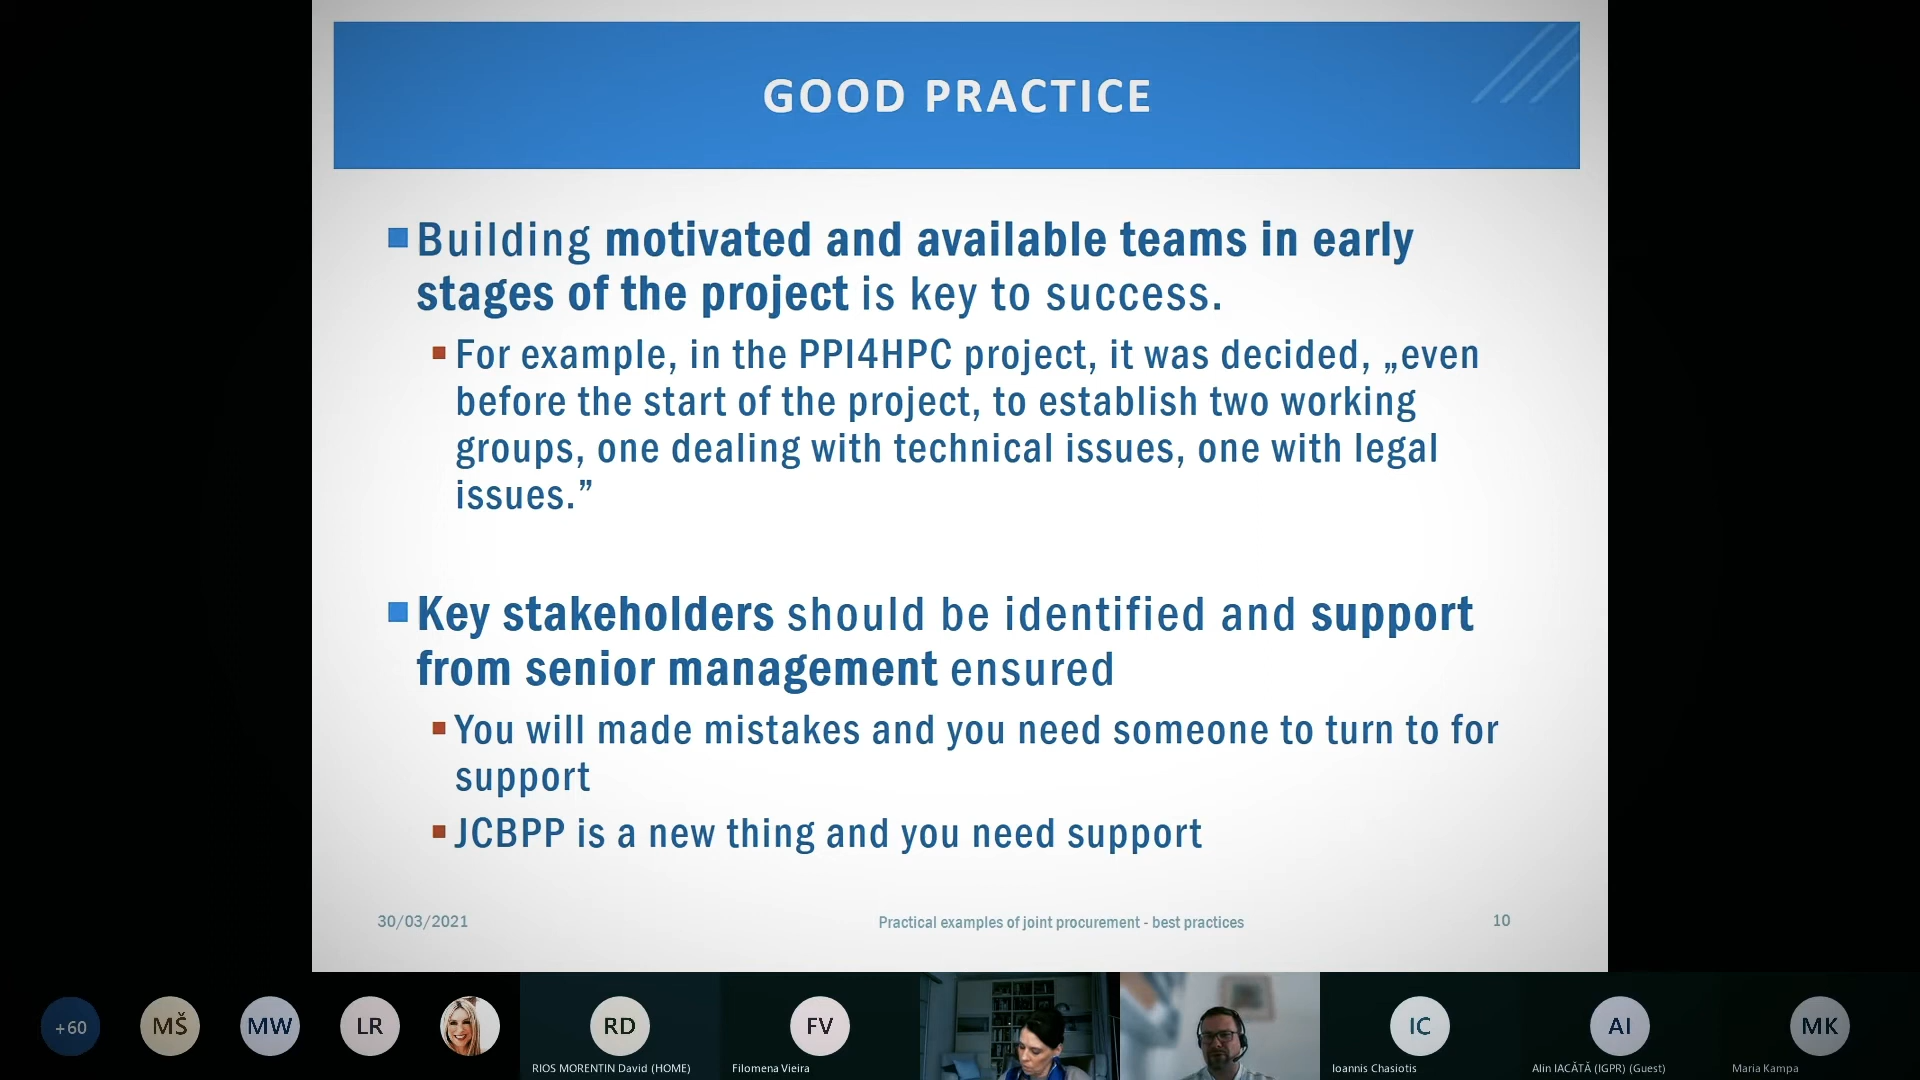 GOOD PRACTICE
Building motivated and available teams in early
stages of the project is key to success.
For example, in the PPI4HPC project, it was decided, „even
before the start of the project, to establish two working
groups, one dealing with technical issues, one with legal
issues.”
Key stakeholders should be identified and support
from senior management ensured
You will made mistakes and you need someone to turn to for
support
JCBPP is a new thing and you need support
30/03/2021
Practical examples of joint procurement - best practices
10
+60
MŠ
MW
LR
RD
FV
IC
AI
MK
RIOS MORENTIN David (HOME)
Filomena Vieira
Ioannis Chasiotis
Alin IACĂTĂ (IGPR) (Guest)
Maria Kampa